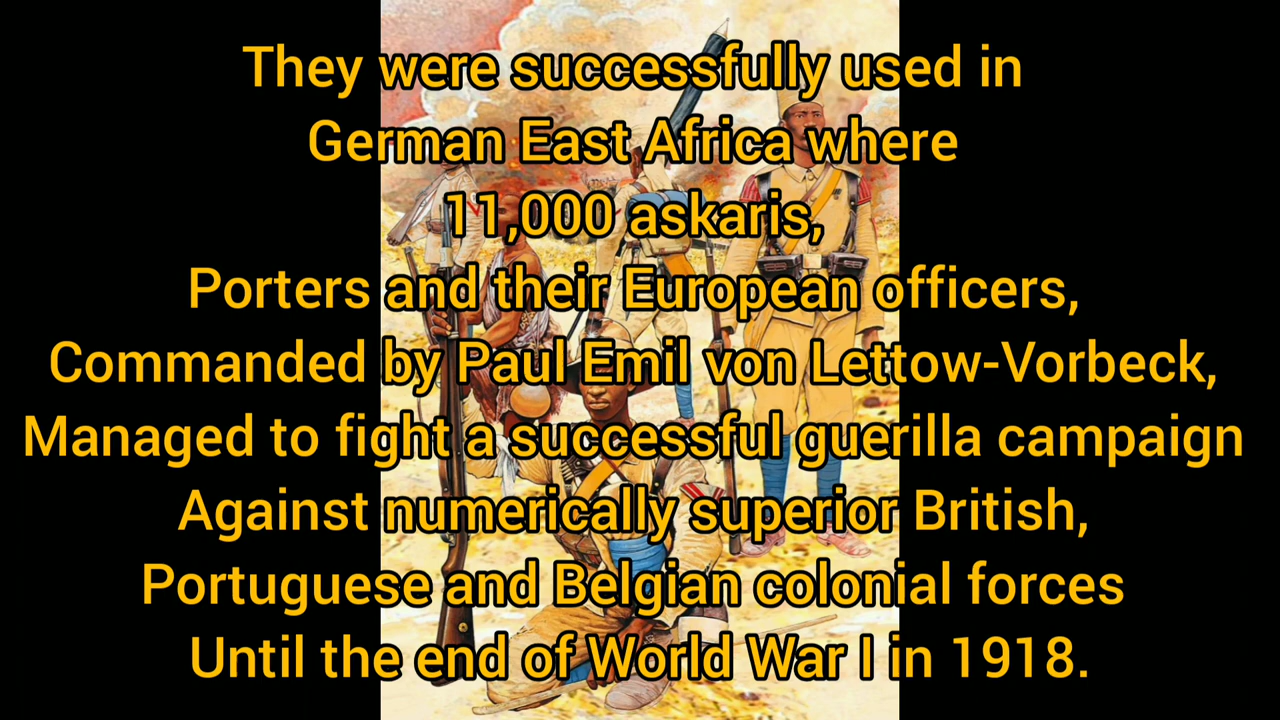 They were successfully used in
German East Africa where
11,000 askaris,
Porters and their European officers,
Commanded by Paul Emil von Lettow-Vorbeck,
Managed to fight a successful guerilla campaign
Against numerically superior British,
Portuguese and Belgian colonial forces
Until the end of World War I in 1918.